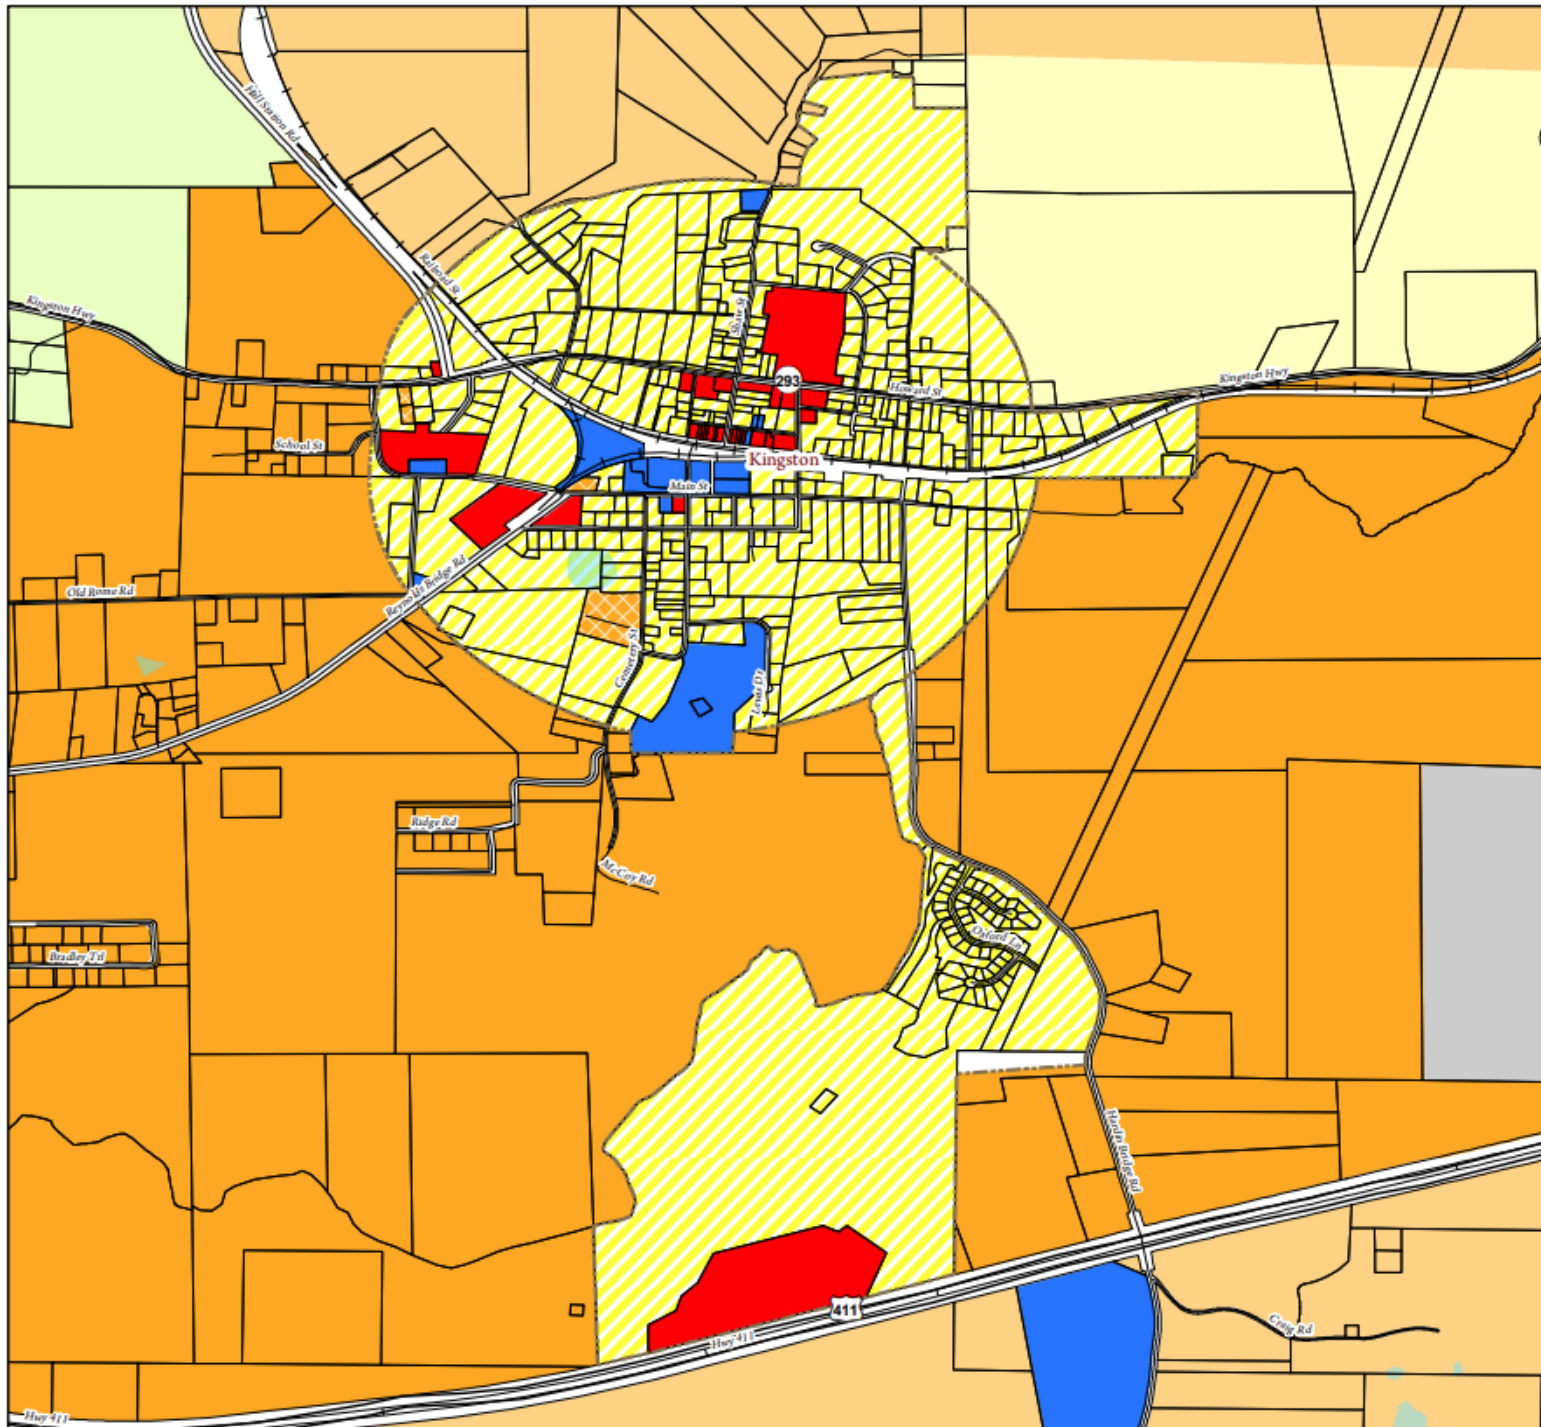 Hall Station Rd
Railroad St
Kingston Hwy
Shaw St
293
Howard St
Kingston Hwy
School St
Kingston
Main St
Old Rome Rd
Reynolds Bridge Rd
Cemetery St
Lewis Dr
Ridge Rd
McCoy Rd
Oxford Ln
Bradley Trl
Hardin Bridge Rd
411
Hwy 411
Craig Rd
Hwy 411